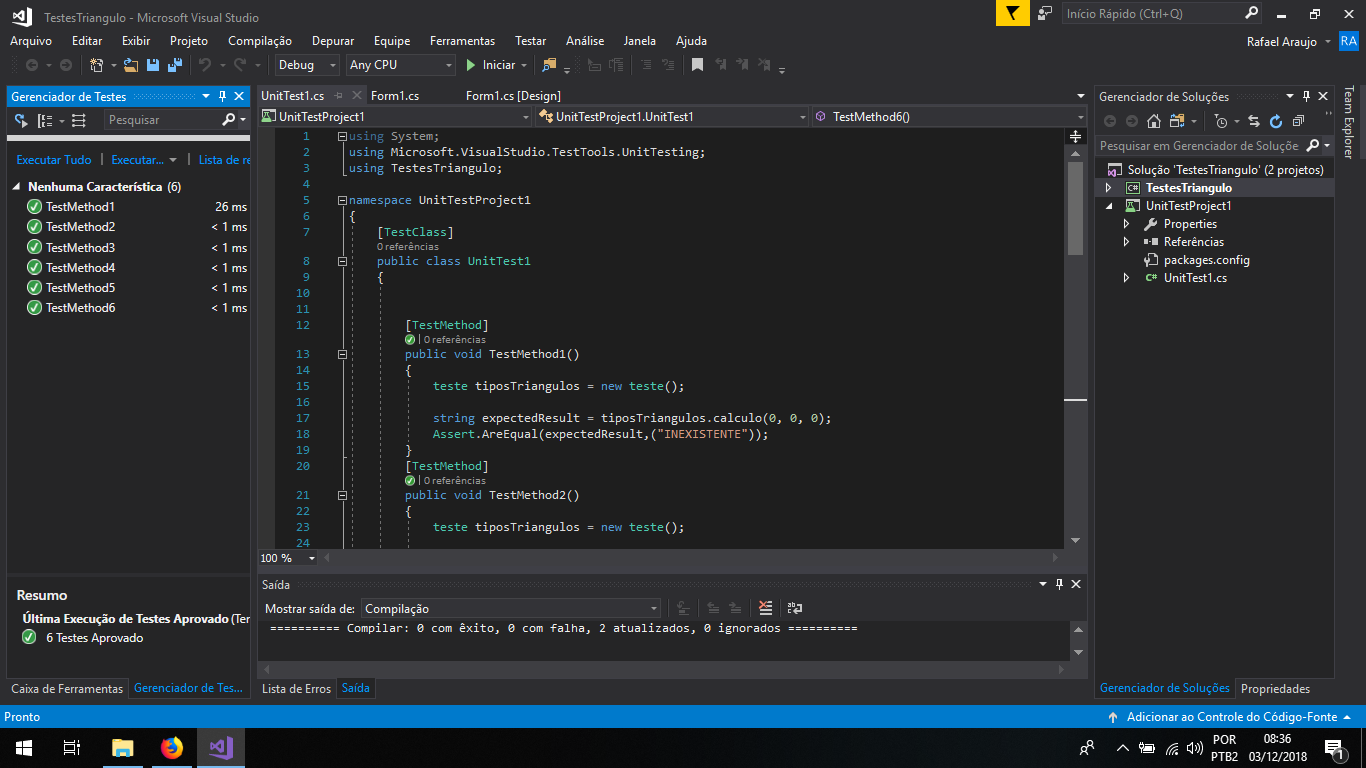 TestesTriangulo - Microsoft Visual Studio
Início Rápido (Ctrl+Q)
Arquivo Editar Exibir Projeto Compilação Depurar Equipe Ferramentas Testar Análise Janela Ajuda
Rafael Araujo RA
Debug Any CPU Iniciar
Gerenciador de Testes
Pesquisar
Executar Tudo | Executar... | Lista de re
Nenhuma Característica (6)
TestMethod1 26 ms
TestMethod2 < 1 ms
TestMethod3 < 1 ms
TestMethod4 < 1 ms
TestMethod5 < 1 ms
TestMethod6 < 1 ms
Resumo
Última Execução de Testes Aprovado (Ter
6 Testes Aprovado
Caixa de Ferramentas Gerenciador de Tes...
UnitTest1.cs Form1.cs Form1.cs [Design]
UnitTestProject1 UnitTestProject1.UnitTest1 TestMethod6()
1 using System;
2 using Microsoft.VisualStudio.TestTools.UnitTesting;
3 using TestesTriangulo;
4
5 namespace UnitTestProject1
6 {
7 [TestClass]
0 referências
8 public class UnitTest1
9 {
10
11
12 [TestMethod]
| 0 referências
13 public void TestMethod1()
14 {
15 teste tiposTriangulos = new teste();
16
17 string expectedResult = tiposTriangulos.calculo(0, 0, 0);
18 Assert.AreEqual(expectedResult,("INEXISTENTE"));
19 }
20 [TestMethod]
| 0 referências
21 public void TestMethod2()
22 {
23 teste tiposTriangulos = new teste();
24
100 %
Saída
Mostrar saída de: Compilação
========== Compilar: 0 com êxito, 0 com falha, 2 atualizados, 0 ignorados ==========
Lista de Erros Saída
Gerenciador de Soluções
Pesquisar em Gerenciador de Soluçõe
Solução 'TestesTriangulo' (2 projetos)
TestesTriangulo
UnitTestProject1
Properties
Referências
packages.config
UnitTest1.cs
Gerenciador de Soluções Propriedades
Team Explorer
Pronto
Adicionar ao Controle do Código-Fonte
POR
PTB2
08:36
03/12/2018
1